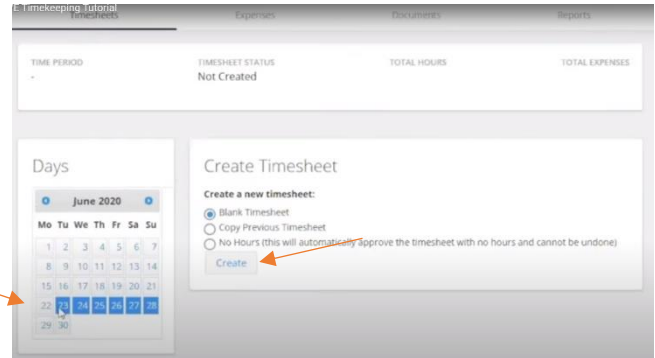 E Timekeeping Tutorial
Timesheets Expenses Documents Reports
TIME PERIOD TIMESHEET STATUS TOTAL HOURS TOTAL EXPENSES
- Not Created
Days
June 2020
Mo Tu We Th Fr Sa Su
1 2 3 4 5 6 7
8 9 10 11 12 13 14
15 16 17 18 19 20 21
22 23 24 25 26 27 28
29 30
Create Timesheet
Create a new timesheet:
Blank Timesheet
Copy Previous Timesheet
No Hours (this will automatically approve the timesheet with no hours and cannot be undone)
Create